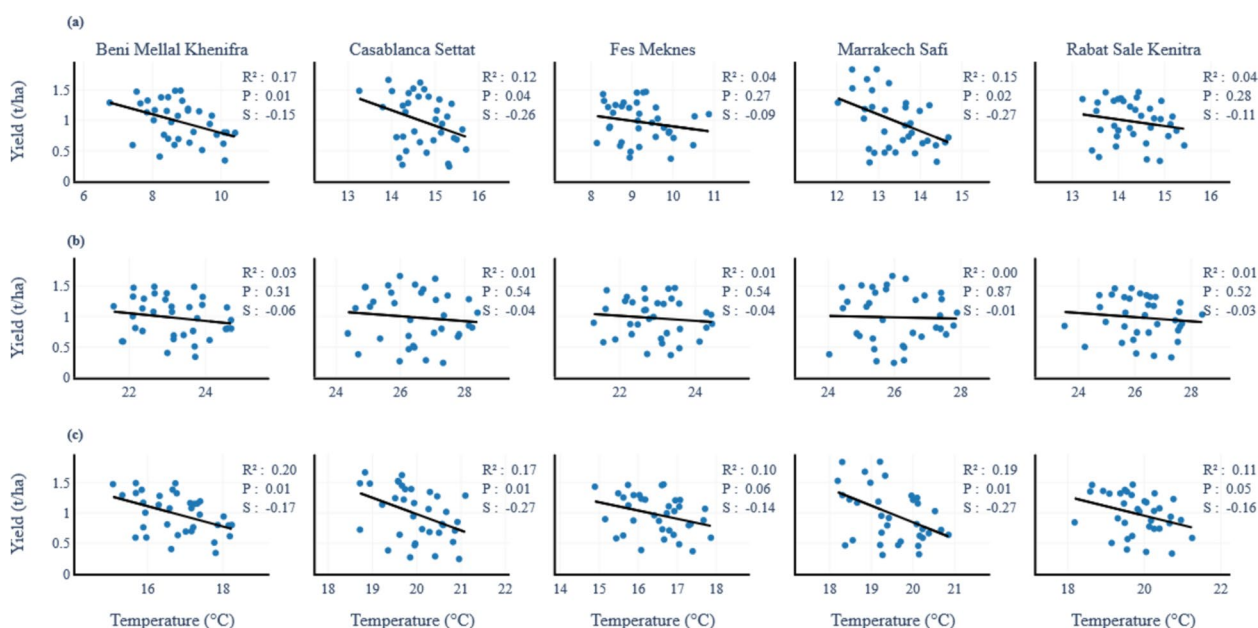 (a)
Beni Mellal Khenifra Casablanca Settat Fes Meknes Marrakech Safi Rabat Sale Kenitra
Yield (t/ha)
1.5
1
0.5
0
R² : 0.17
P : 0.01
S : -0.15
R² : 0.12
P : 0.04
S : -0.26
R² : 0.04
P : 0.27
S : -0.09
R² : 0.15
P : 0.02
S : -0.27
R² : 0.04
P : 0.28
S : -0.11
6 8 10 13 14 15 16 8 9 10 11 12 13 14 15 13 14 15 16
(b)
Yield (t/ha)
1.5
1
0.5
0
R² : 0.03
P : 0.31
S : -0.06
R² : 0.01
P : 0.54
S : -0.04
R² : 0.01
P : 0.54
S : -0.04
R² : 0.00
P : 0.87
S : -0.01
R² : 0.01
P : 0.52
S : -0.03
22 24 24 26 28 22 24 24 26 28 24 26 28
(c)
Yield (t/ha)
1.5
1
0.5
0
R² : 0.20
P : 0.01
S : -0.17
R² : 0.17
P : 0.01
S : -0.27
R² : 0.10
P : 0.06
S : -0.14
R² : 0.19
P : 0.01
S : -0.27
R² : 0.11
P : 0.05
S : -0.16
16 18 18 19 20 21 22 14 15 16 17 18 18 19 20 21 18 20 22
Temperature (°C) Temperature (°C) Temperature (°C) Temperature (°C) Temperature (°C)